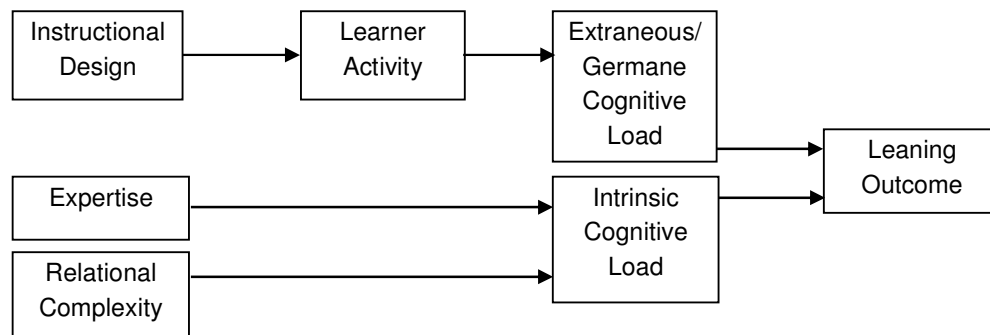 Instructional
Design
Learner
Activity
Extraneous/
Germane
Cognitive
Load
Leaning
Outcome
Expertise
Intrinsic
Cognitive
Load
Relational
Complexity